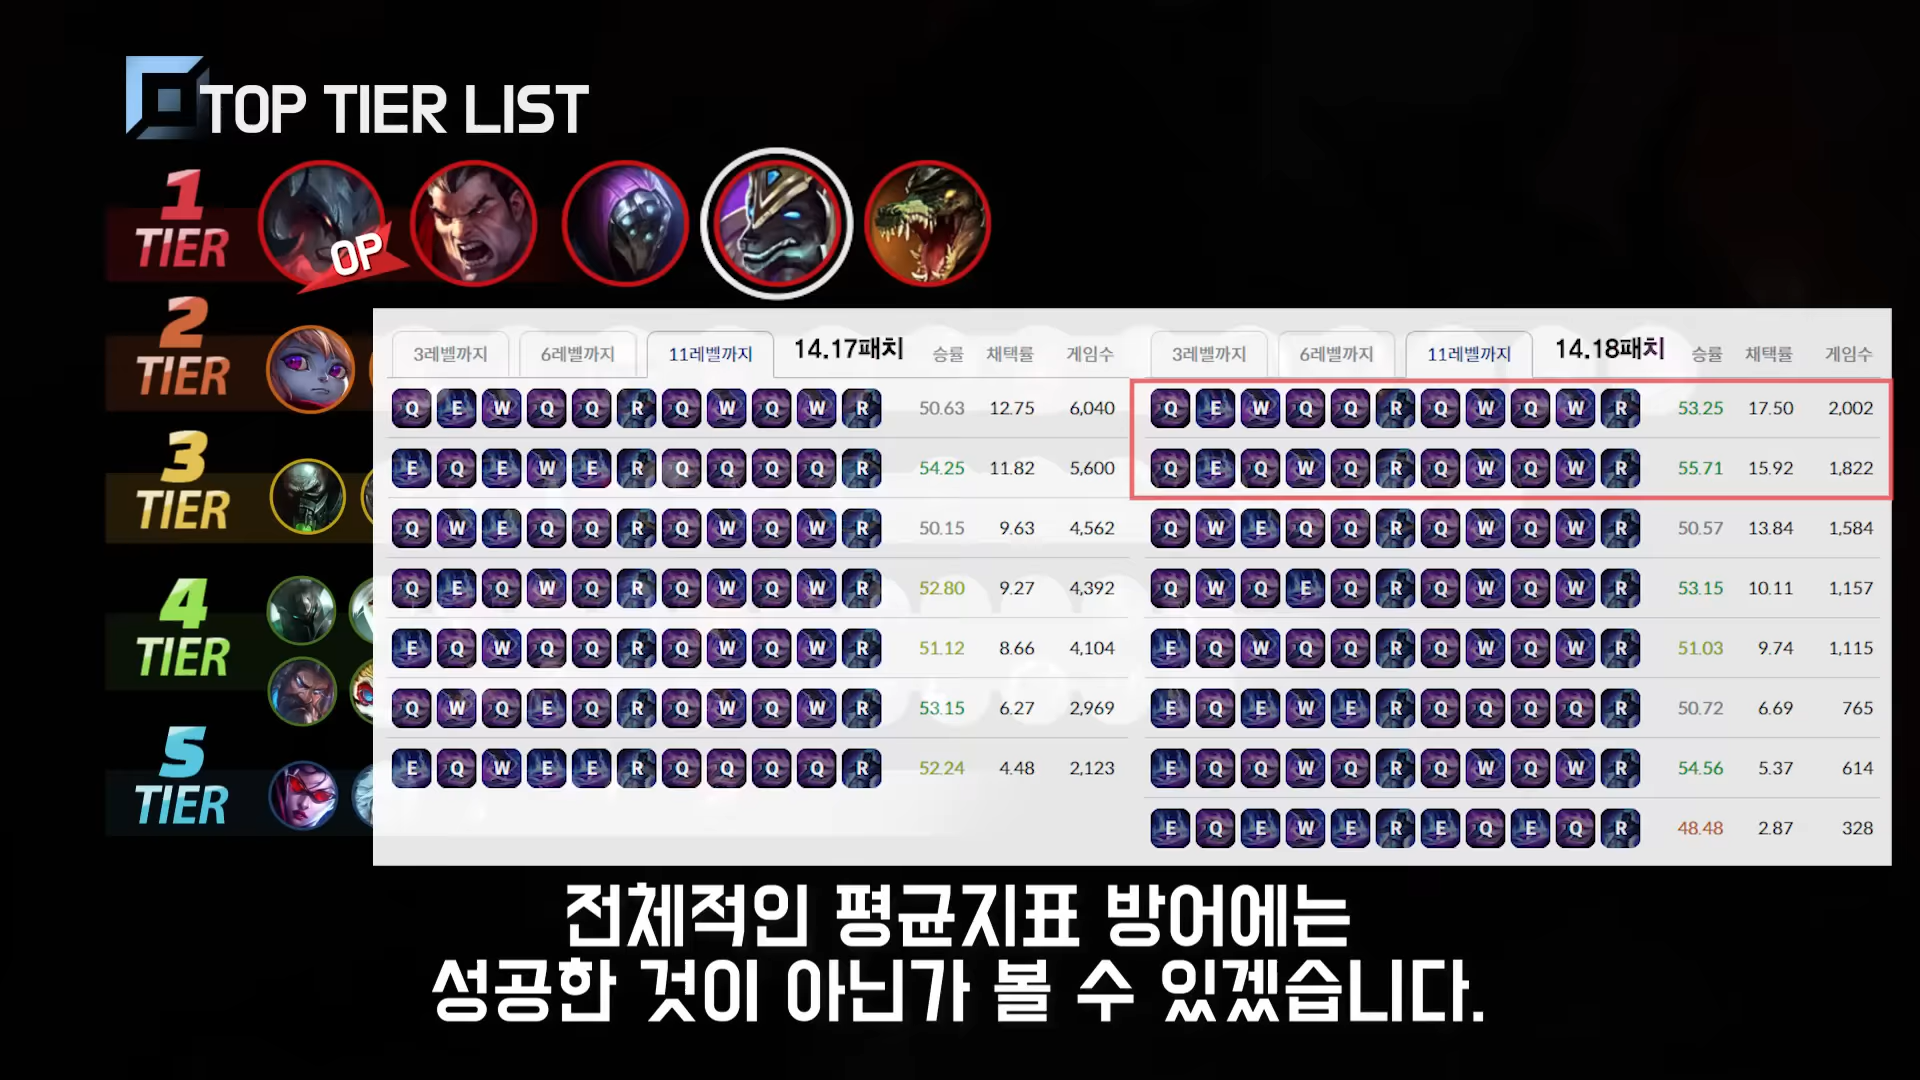 TOP TIER LIST
1
TIER
OP
2
TIER
3
TIER
4
TIER
5
TIER
3레벨까지 6레벨까지 11레벨까지 14.17패치 승률 채택률 게임수
Q E W Q Q R Q W Q W R 50.63 12.75 6,040
E Q E W E R Q Q Q Q R 54.25 11.82 5,600
Q W E Q Q R Q W Q W R 50.15 9.63 4,562
Q E Q W Q R Q W Q W R 52.80 9.27 4,392
E Q W Q Q R Q W Q W R 51.12 8.66 4,104
Q W Q E Q R Q W Q W R 53.15 6.27 2,969
E Q W E E R Q Q Q Q R 52.24 4.48 2,123
3레벨까지 6레벨까지 11레벨까지 14.18패치 승률 채택률 게임수
Q E W Q Q R Q W Q W R 53.25 17.50 2,002
Q E Q W Q R Q W Q W R 55.71 15.92 1,822
Q W E Q Q R Q W Q W R 50.57 13.84 1,584
Q W Q E Q R Q W Q W R 53.15 10.11 1,157
E Q W Q Q R Q W Q W R 51.03 9.74 1,115
E Q E W E R Q Q Q Q R 50.72 6.69 765
E Q Q W Q R Q W Q W R 54.56 5.37 614
E Q E W E R E Q E Q R 48.48 2.87 328
전체적인 평균지표 방어에는
성공한 것이 아닌가 볼 수 있겠습니다.